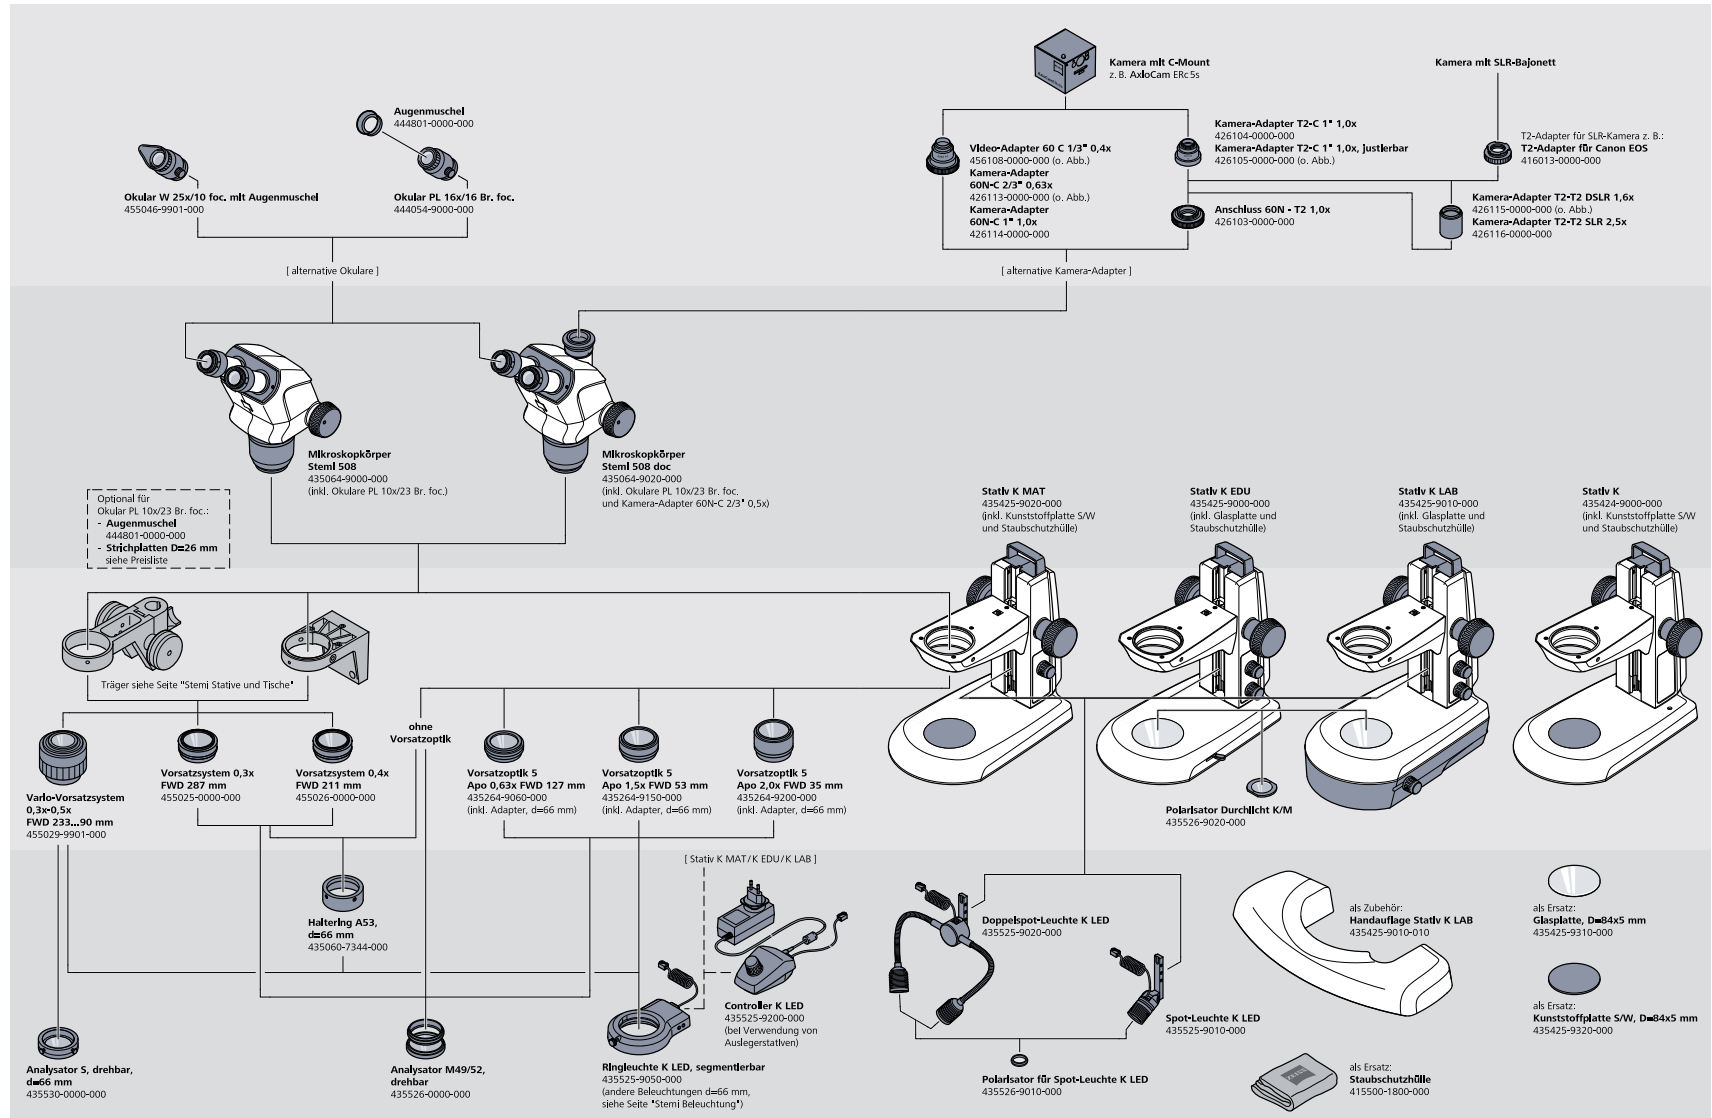 Kamera mit C-Mount
z. B. AxioCam ERc 5s
Kamera mit SLR-Bajonett
Augenmuschel
444801-0000-000
Okular W 25x/10 foc. mit Augenmuschel
455046-9901-000
Okular PL 16x/16 Br. foc.
444054-9000-000
Video-Adapter 60 C 1/3" 0,4x
456108-0000-000 (o. Abb.)
Kamera-Adapter
60N-C 2/3" 0,63x
426113-0000-000 (o. Abb.)
Kamera-Adapter
60N-C 1" 1,0x
426114-0000-000
Kamera-Adapter T2-C 1" 1,0x
426104-0000-000
Kamera-Adapter T2-C 1" 1,0x, justierbar
426105-0000-000 (o. Abb.)
T2-Adapter für SLR-Kamera z. B.:
T2-Adapter für Canon EOS
416013-0000-000
Anschluss 60N - T2 1,0x
426103-0000-000
Kamera-Adapter T2-T2 DSLR 1,6x
426115-0000-000 (o. Abb.)
Kamera-Adapter T2-T2 SLR 2,5x
426116-0000-000
[ alternative Okulare ]
[ alternative Kamera-Adapter ]
Mikroskopkörper
Stemi 508
435064-9000-000
(inkl. Okulare PL 10x/23 Br. foc.)
Mikroskopkörper
Stemi 508 doc
435064-9020-000
(inkl. Okulare PL 10x/23 Br. foc.
und Kamera-Adapter 60N-C 2/3" 0,5x)
Optional für
Okular PL 10x/23 Br. foc.:
- Augenmuschel
444801-0000-000
- Strichplatten D=26 mm
siehe Preisliste
Stativ K MAT
435425-9020-000
(inkl. Kunststoffplatte S/W
und Staubschutzhülle)
Stativ K EDU
435425-9000-000
(inkl. Glasplatte und
Staubschutzhülle)
Stativ K LAB
435425-9010-000
(inkl. Glasplatte und
Staubschutzhülle)
Stativ K
435424-9000-000
(inkl. Kunststoffplatte S/W
und Staubschutzhülle)
Träger siehe Seite "Stemi Stative und Tische"
ohne
Vorsatzoptik
Vario-Vorsatzsystem
0,3x-0,5x
FWD 233...90 mm
455029-9901-000
Vorsatzsystem 0,3x
FWD 287 mm
455025-0000-000
Vorsatzsystem 0,4x
FWD 211 mm
455026-0000-000
Vorsatzoptik 5
Apo 0,63x FWD 127 mm
435264-9060-000
(inkl. Adapter, d=66 mm)
Vorsatzoptik 5
Apo 1,5x FWD 53 mm
435264-9150-000
(inkl. Adapter, d=66 mm)
Vorsatzoptik 5
Apo 2,0x FWD 35 mm
435264-9200-000
(inkl. Adapter, d=66 mm)
Polarisator Durchlicht K/M
435526-9020-000
[ Stativ K MAT/K EDU/K LAB ]
Haltering A53,
d=66 mm
435060-7344-000
Controller K LED
435525-9200-000
(bei Verwendung von
Auslegerstativen)
Doppelspot-Leuchte K LED
435525-9020-000
Spot-Leuchte K LED
435525-9010-000
als Zubehör:
Handauflage Stativ K LAB
435425-9010-010
als Ersatz:
Glasplatte, D=84x5 mm
435425-9310-000
als Ersatz:
Kunststoffplatte S/W, D=84x5 mm
435425-9320-000
Analysator S, drehbar,
d=66 mm
435530-0000-000
Analysator M49/52,
drehbar
435526-0000-000
Ringleuchte K LED, segmentierbar
435525-9050-000
(andere Beleuchtungen d=66 mm,
siehe Seite "Stemi Beleuchtung")
Polarisator für Spot-Leuchte K LED
435526-9010-000
als Ersatz:
Staubschutzhülle
415500-1800-000